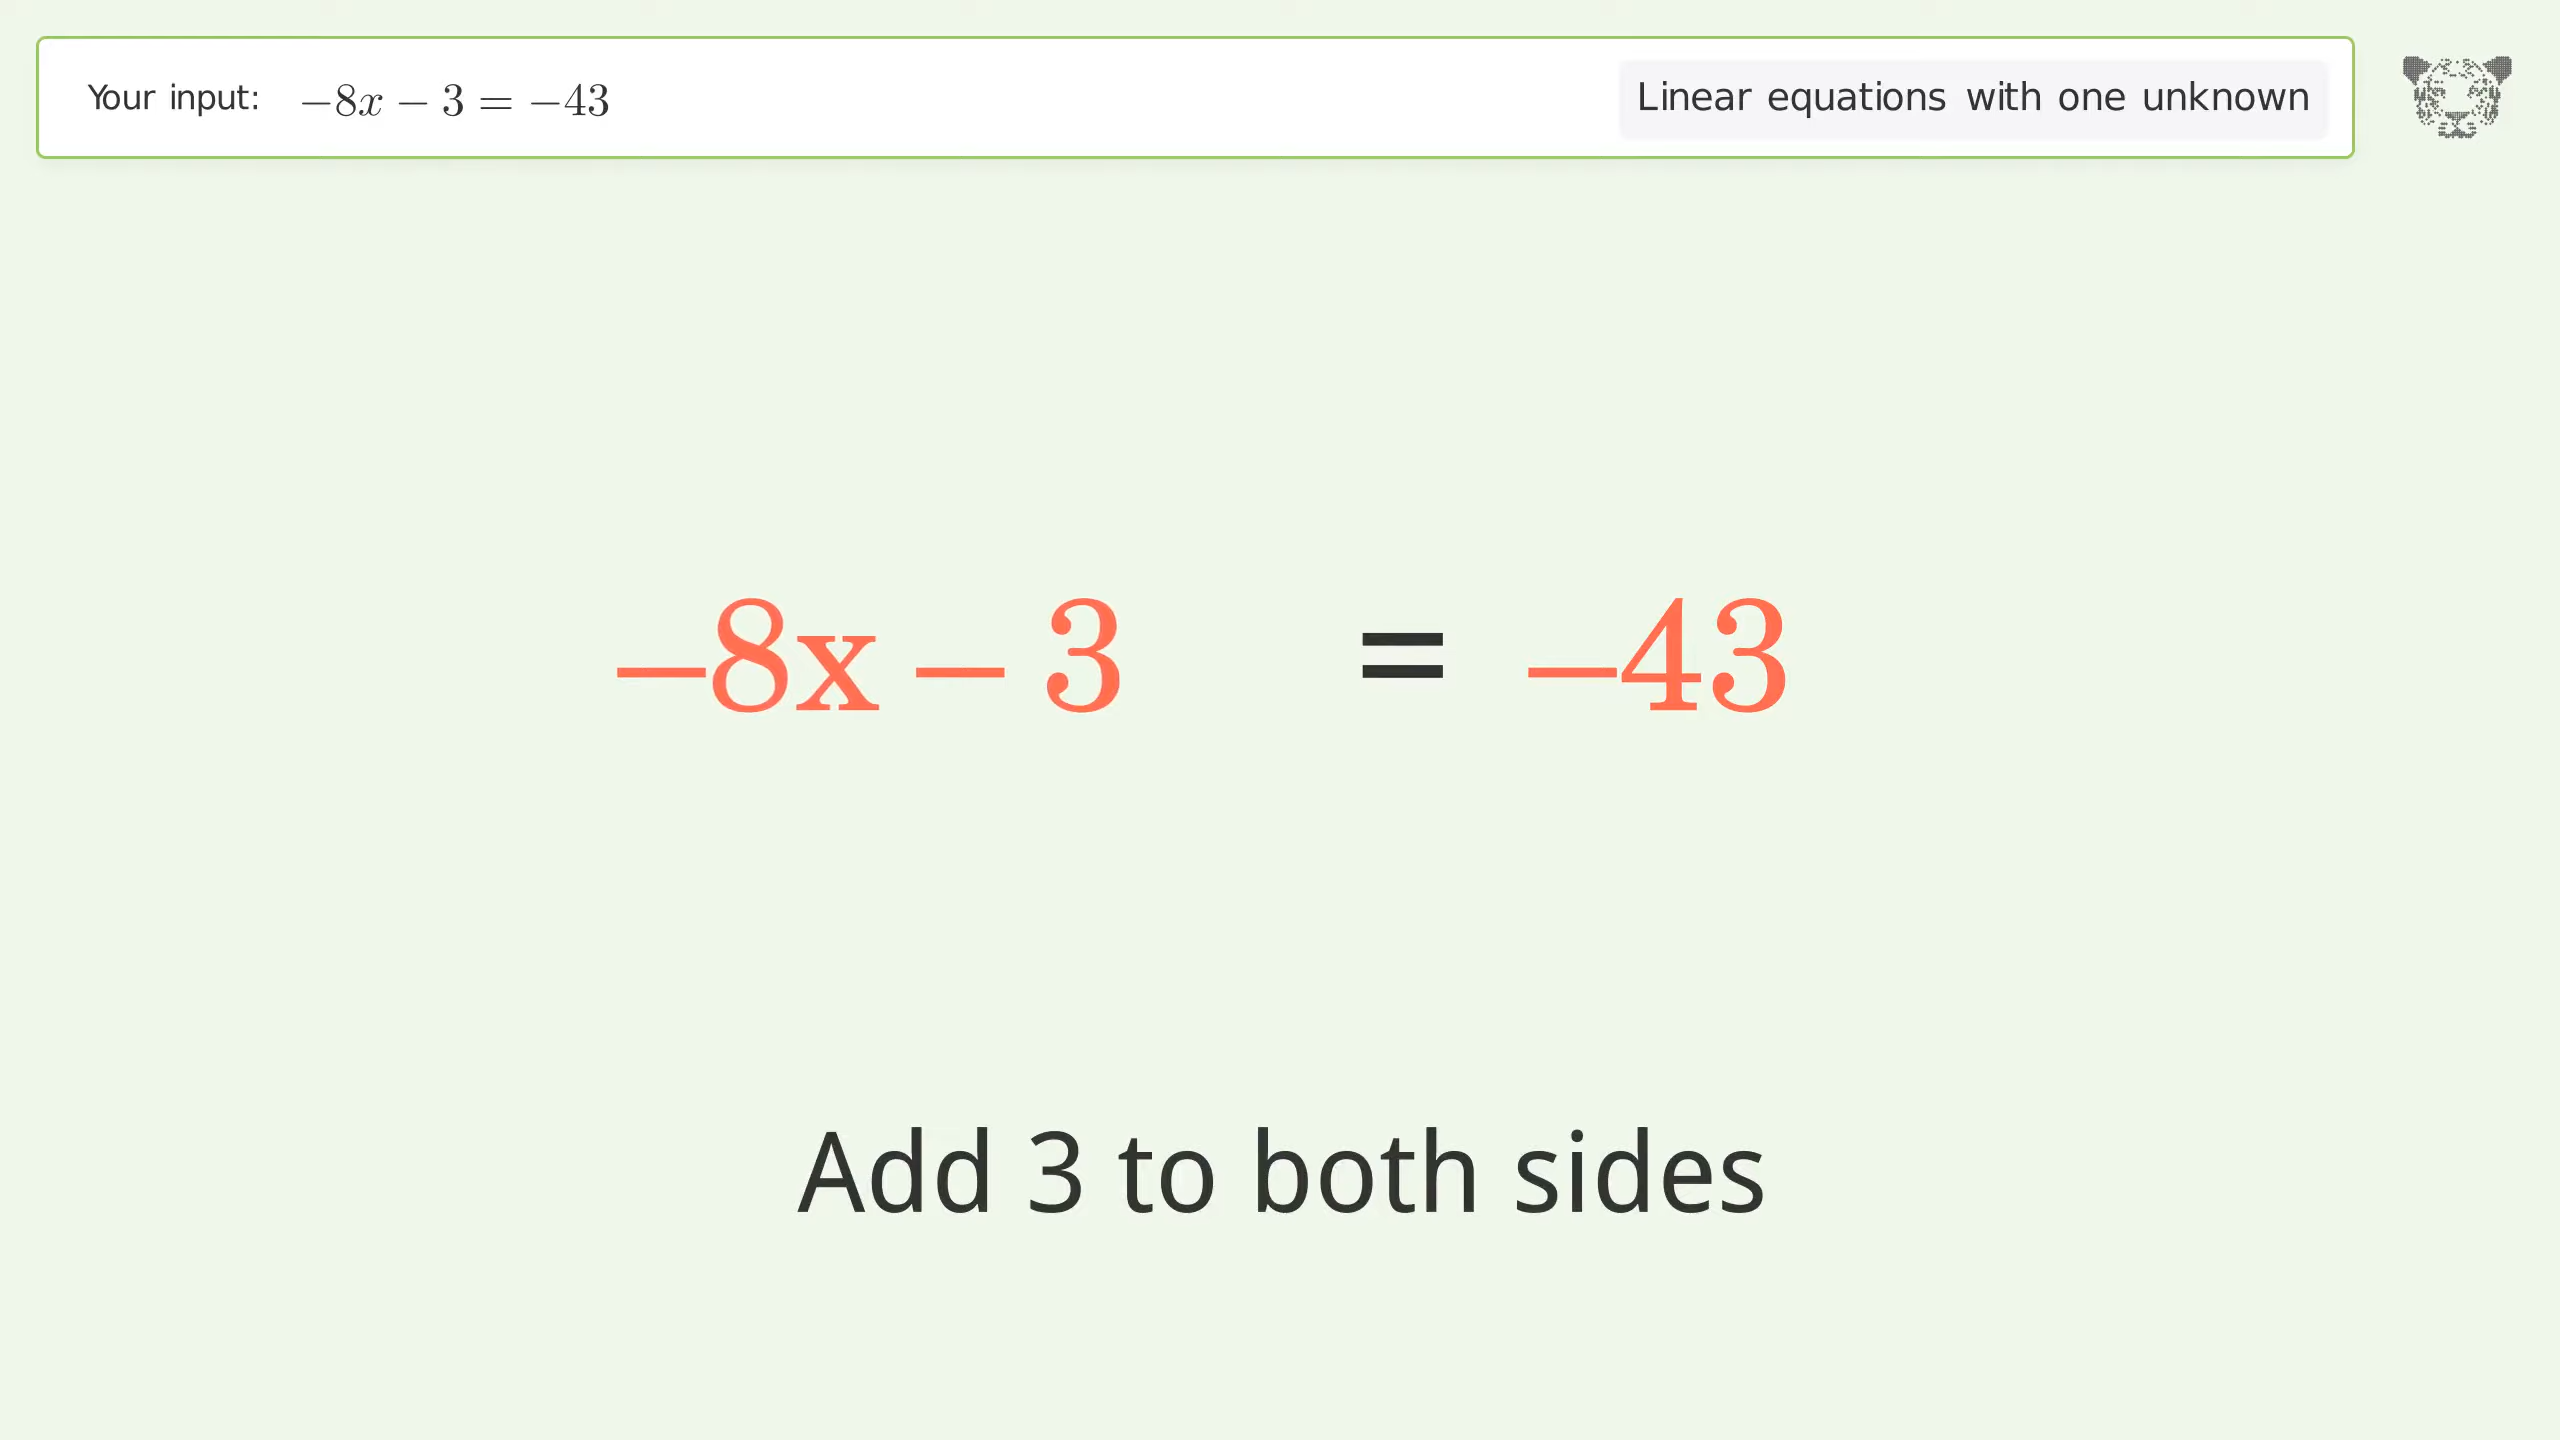 Your input: −8x − 3 = −43
Linear equations with one unknown
−8x − 3 = −43
Add 3 to both sides